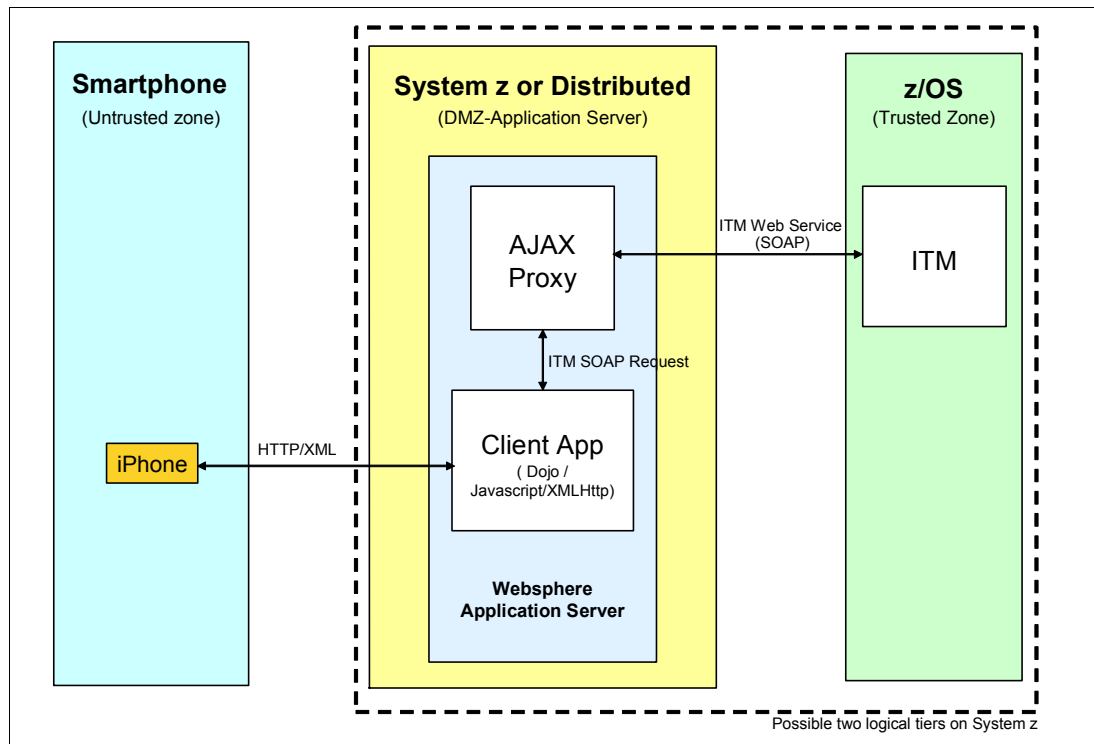 Smartphone
(Untrusted zone)
iPhone
HTTP/XML
System z or Distributed
(DMZ-Application Server)
AJAX
Proxy
ITM SOAP Request
Client App
( Dojo /
Javascript/XMLHttp)
Websphere
Application Server
ITM Web Service
(SOAP)
z/OS
(Trusted Zone)
ITM
Possible two logical tiers on System z